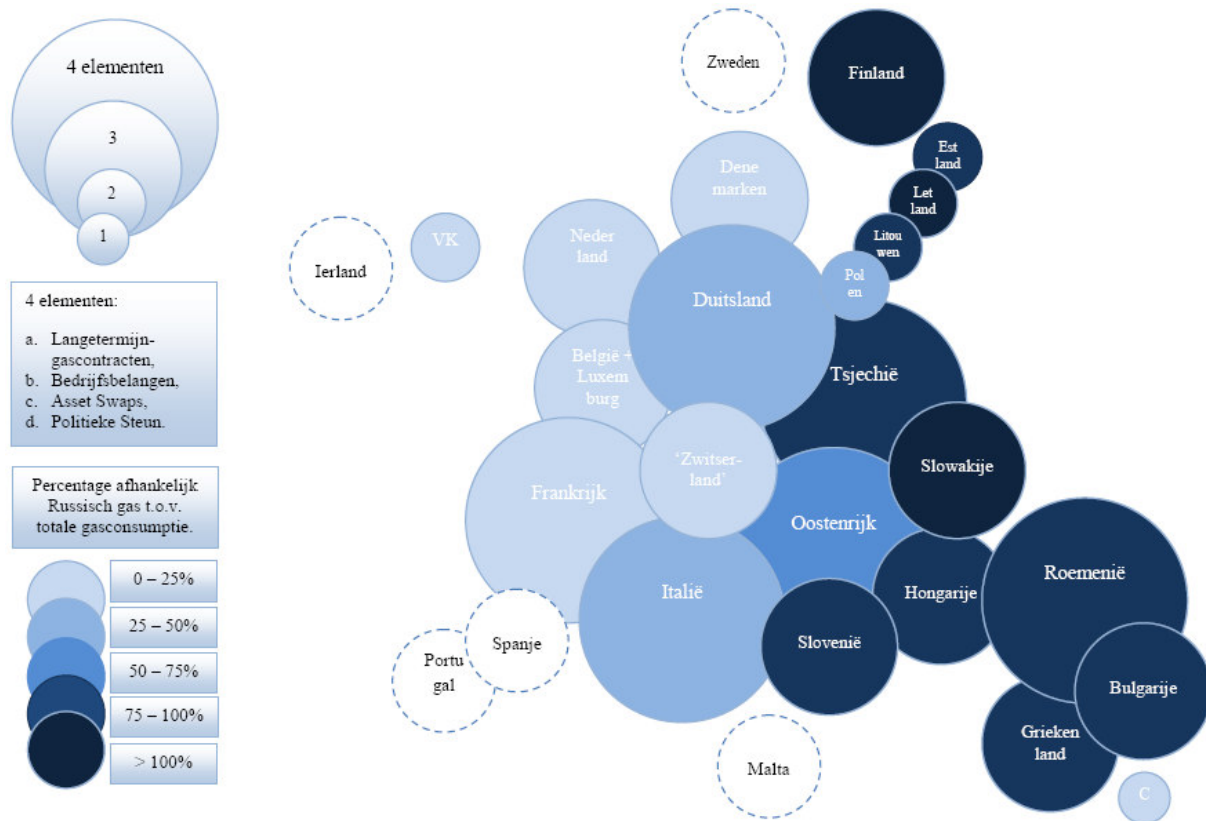 4 elementen
3
2
1
4 elementen:
a. Langetermijn-
gascontracten,
b. Bedrijfsbelangen,
c. Asset Swaps,
d. Politieke Steun.
Percentage afhankelijk
Russisch gas t.o.v.
totale gasconsumptie.
0 – 25%
25 – 50%
50 – 75%
75 – 100%
> 100%
Zweden
Finland
Est
land
Let
land
Litou
wen
Pol
en
Dene
marken
Neder
land
VK
Ierland
Duitsland
België +
Luxem
burg
Tsjechië
'Zwitser-
land'
Slowakije
Frankrijk
Oostenrijk
Italië
Hongarije
Roemenië
Spanje
Portu
gal
Slovenië
Bulgarije
Grieken
land
Malta
C